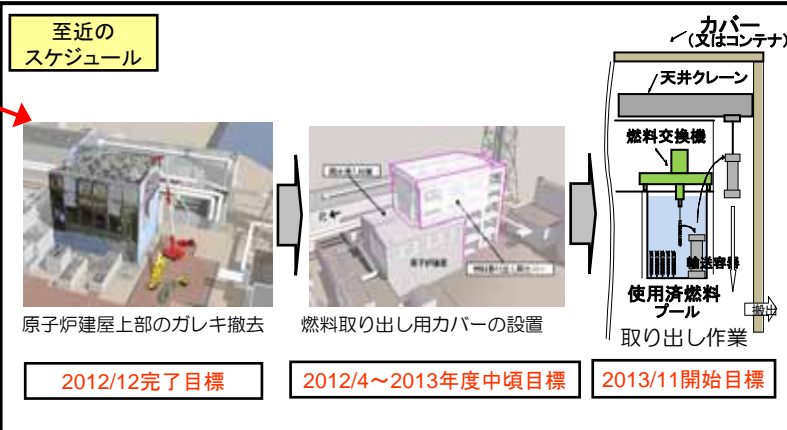 至近の
スケジュール
カバー
(又はコンテナ)
天井クレーン
燃料交換機
輸送容器
使用済燃料
プール
搬出
取り出し作業
原子炉建屋上部のガレキ撤去
燃料取り出し用カバーの設置
2012/12完了目標
2012/4～2013年度中頃目標
2013/11開始目標